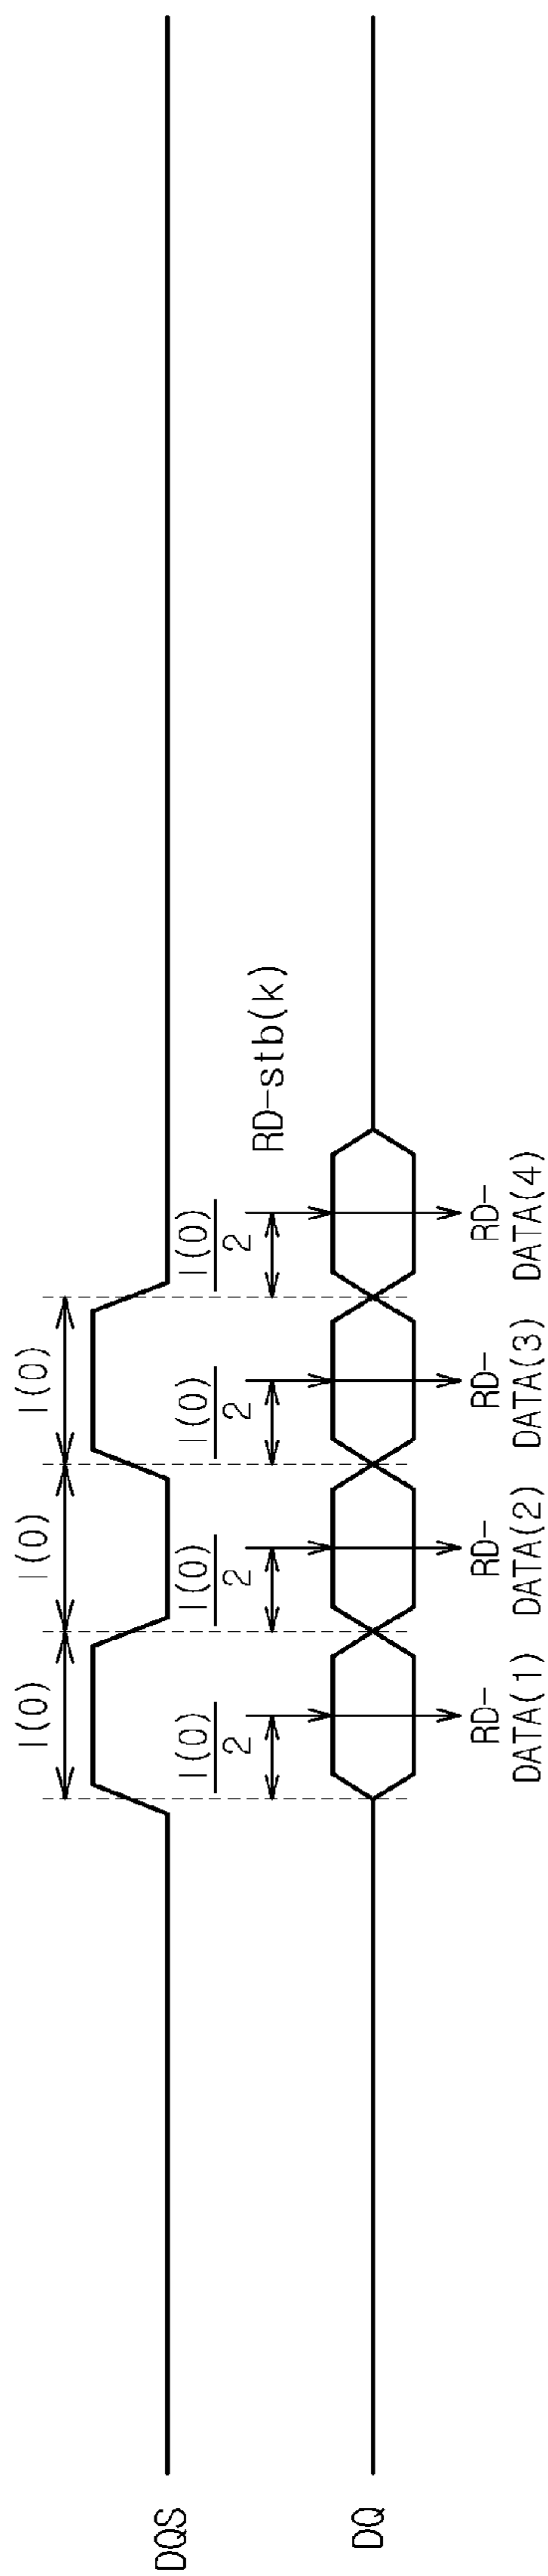 I(0)
I(0)
I(0)
DQS
I(0)
2
I(0)
2
I(0)
2
I(0)
2
RD-stb(k)
DQ
RD-
DATA(1)
RD-
DATA(2)
RD-
DATA(3)
RD-
DATA(4)